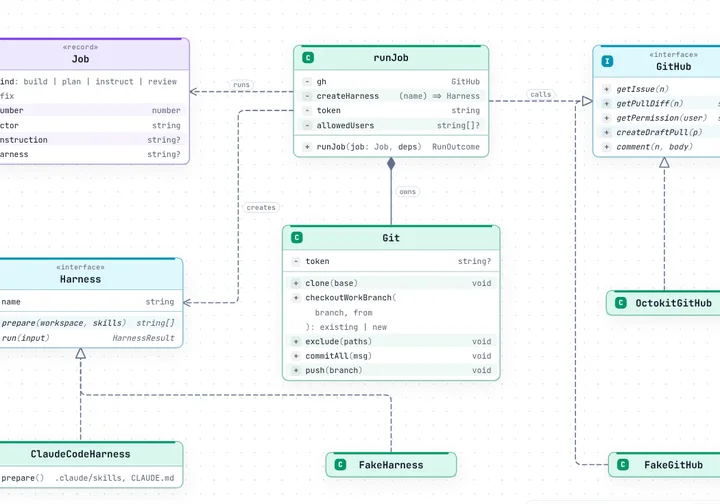 «record»
Job
ind: build | plan | instruct | review
fix
umber number
ctor string
nstruction string?
arness string?
runs
C
runJob
- gh GitHub
- createHarness (name) => Harness
- token string
- allowedUsers string[]?
+ runJob(job: Job, deps) RunOutcome
calls
I
«interface»
GitHub
+ getIssue(n)
+ getPullDiff(n) s
+ getPermission(user) s
+ createDraftPull(p)
+ comment(n, body)
creates
owns
C
Git
- token string?
+ clone(base) void
+ checkoutWorkBranch(
branch, from
): existing | new
+ exclude(paths) void
+ commitAll(msg) void
+ push(branch) void
«interface»
Harness
name string
prepare(workspace, skills) string[]
run(input) HarnessResult
C OctokitGitHub
ClaudeCodeHarness
prepare() .claude/skills, CLAUDE.md
C FakeHarness
C FakeGitHub